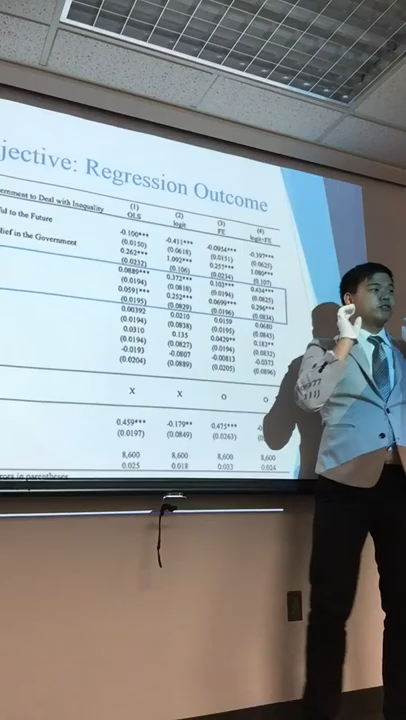 jective: Regression Outcome
ernment to Deal with Inequality (1) (2) (3) (4)
OLS logit FE logit+FE
ful to the Future -0.100*** -0.411*** -0.0954*** -0.397***
(0.0150) (0.0618) (0.0151) (0.0625)
lief in the Government 0.262*** 1.092*** 0.257*** 1.080***
(0.0232) (0.106) (0.0234) (0.107)
0.0889*** 0.372*** 0.103*** 0.434***
(0.0194) (0.0818) (0.0194) (0.0825)
0.0591*** 0.252*** 0.0699*** 0.296***
(0.0195) (0.0829) (0.0196) (0.0834)
0.00392 0.0210 0.0159 0.0680
(0.0194) (0.0838) (0.0195) (0.0845)
0.0310 0.135 0.0429** 0.183**
(0.0194) (0.0827) (0.0194) (0.0832)
-0.0193 -0.0807 -0.00813 -0.0373
(0.0204) (0.0889) (0.0205) (0.0896)
X X O O
0.459*** -0.179** 0.475*** -0
(0.0197) (0.0849) (0.0263) (0
8,600 8,600 8,600 8,600
0.025 0.018 0.033 0.024
rors in parentheses